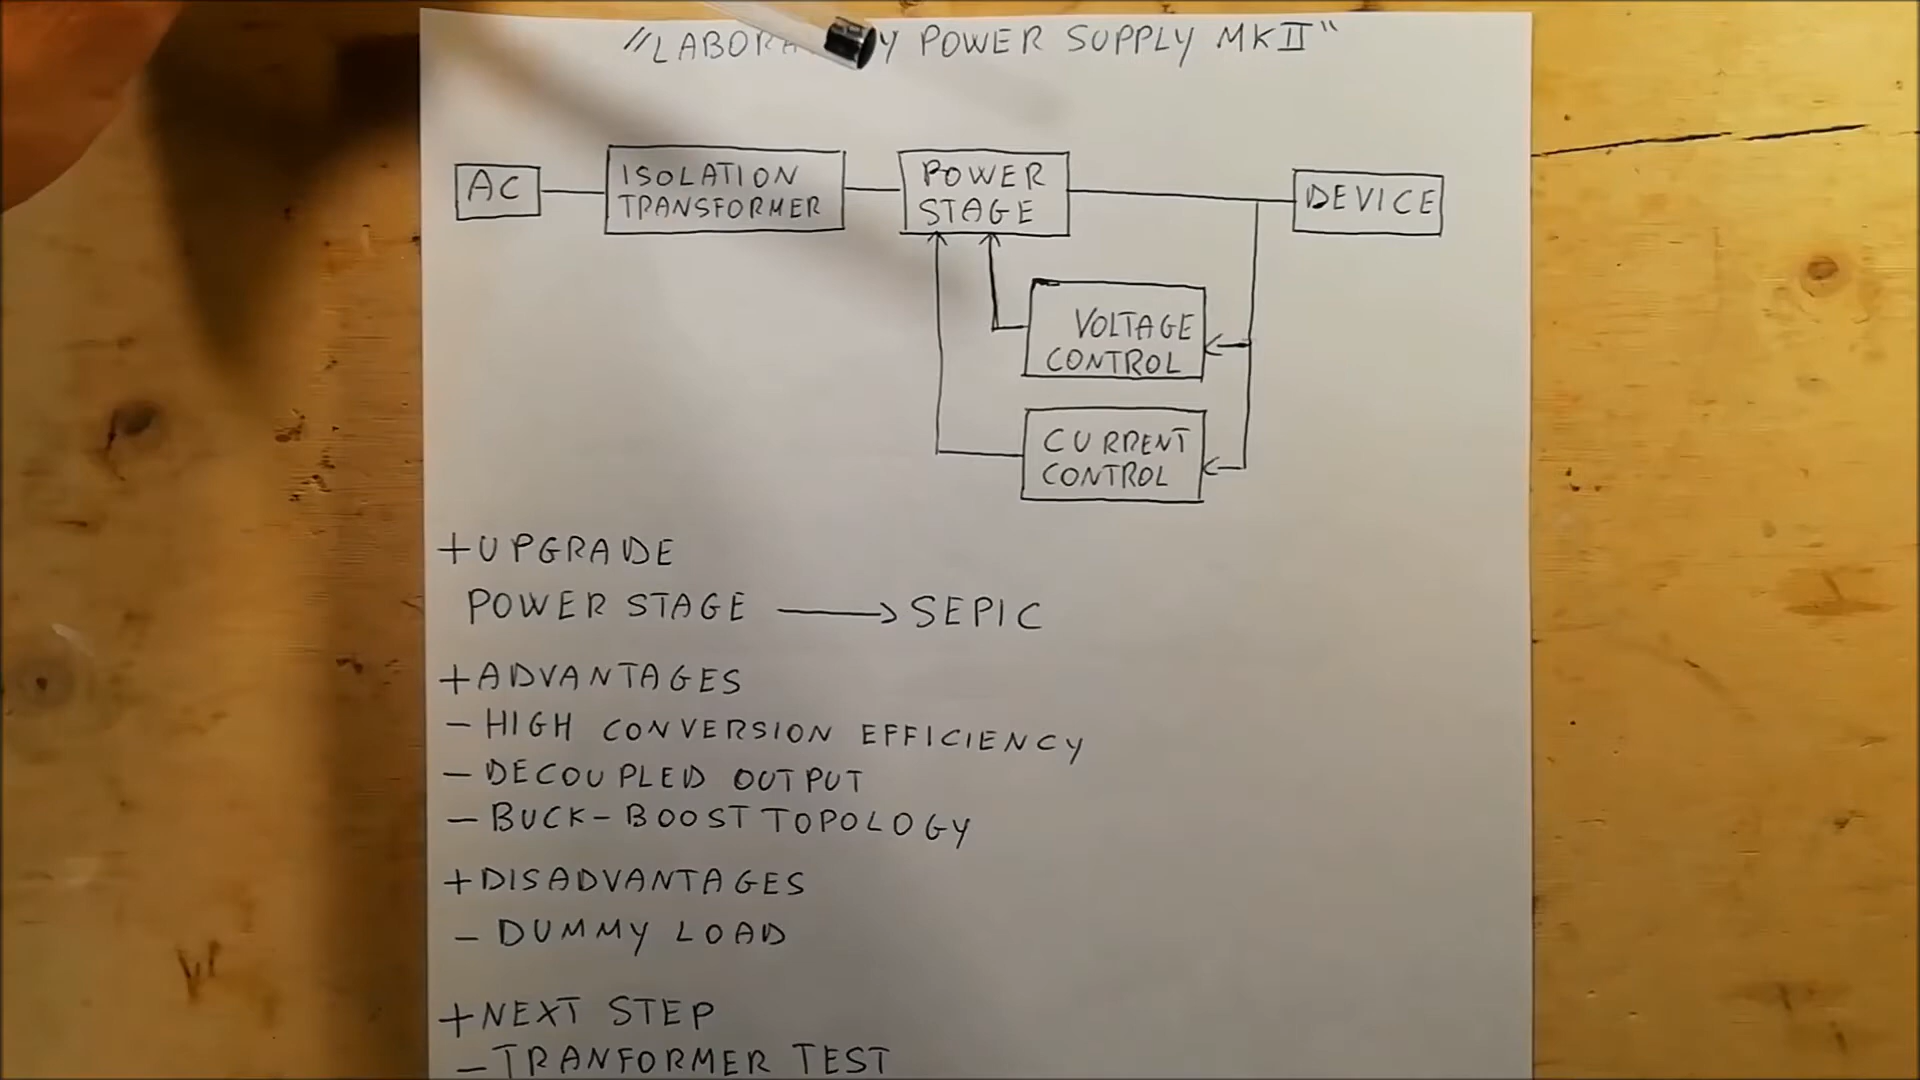 POWER SUPPLY MKII"
AC
ISOLATION
TRANSFORMER
POWER
STAGE
DEVICE
VOLTAGE
CONTROL
CURRENT
CONTROL
+UPGRADE
POWER STAGE → SEPIC
+ADVANTAGES
- HIGH CONVERSION EFFICIENCY
- DECOUPLED OUTPUT
- BUCK-BOOST TOPOLOGY
+DISADVANTAGES
- DUMMY LOAD
+NEXT STEP
- TRANFORMER TEST